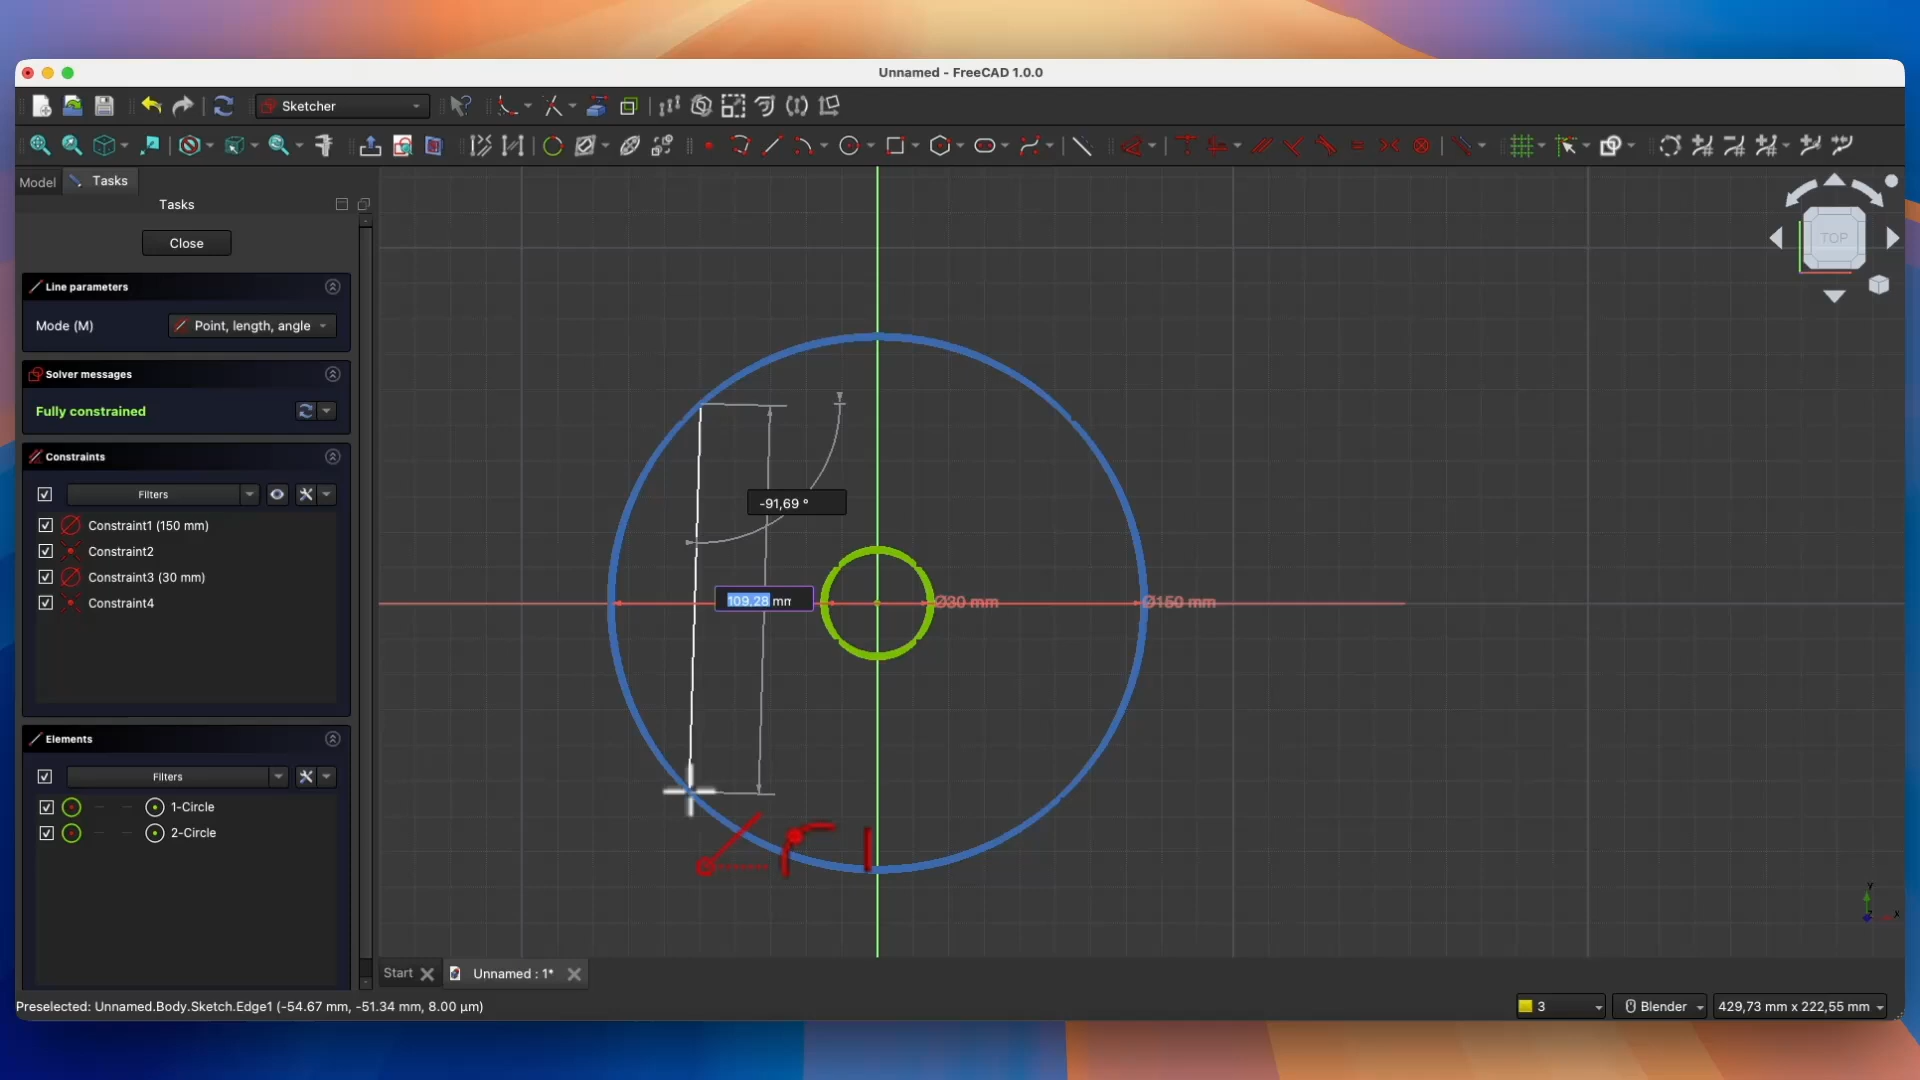 Unnamed - FreeCAD 1.0.0
Sketcher
Model
Tasks
Tasks
Close
Line parameters
Mode (M)
Point, length, angle
Solver messages
Fully constrained
Constraints
Filters
Constraint1 (150 mm)
Constraint2
Constraint3 (30 mm)
Constraint4
Elements
Filters
1-Circle
2-Circle
-91,69 °
109,28 mm
Ø30 mm
Ø150 mm
TOP
Y
X
Start
Unnamed : 1*
Preselected: Unnamed.Body.Sketch.Edge1 (-54.67 mm, -51.34 mm, 8.00 µm)
3
Blender
429,73 mm x 222,55 mm